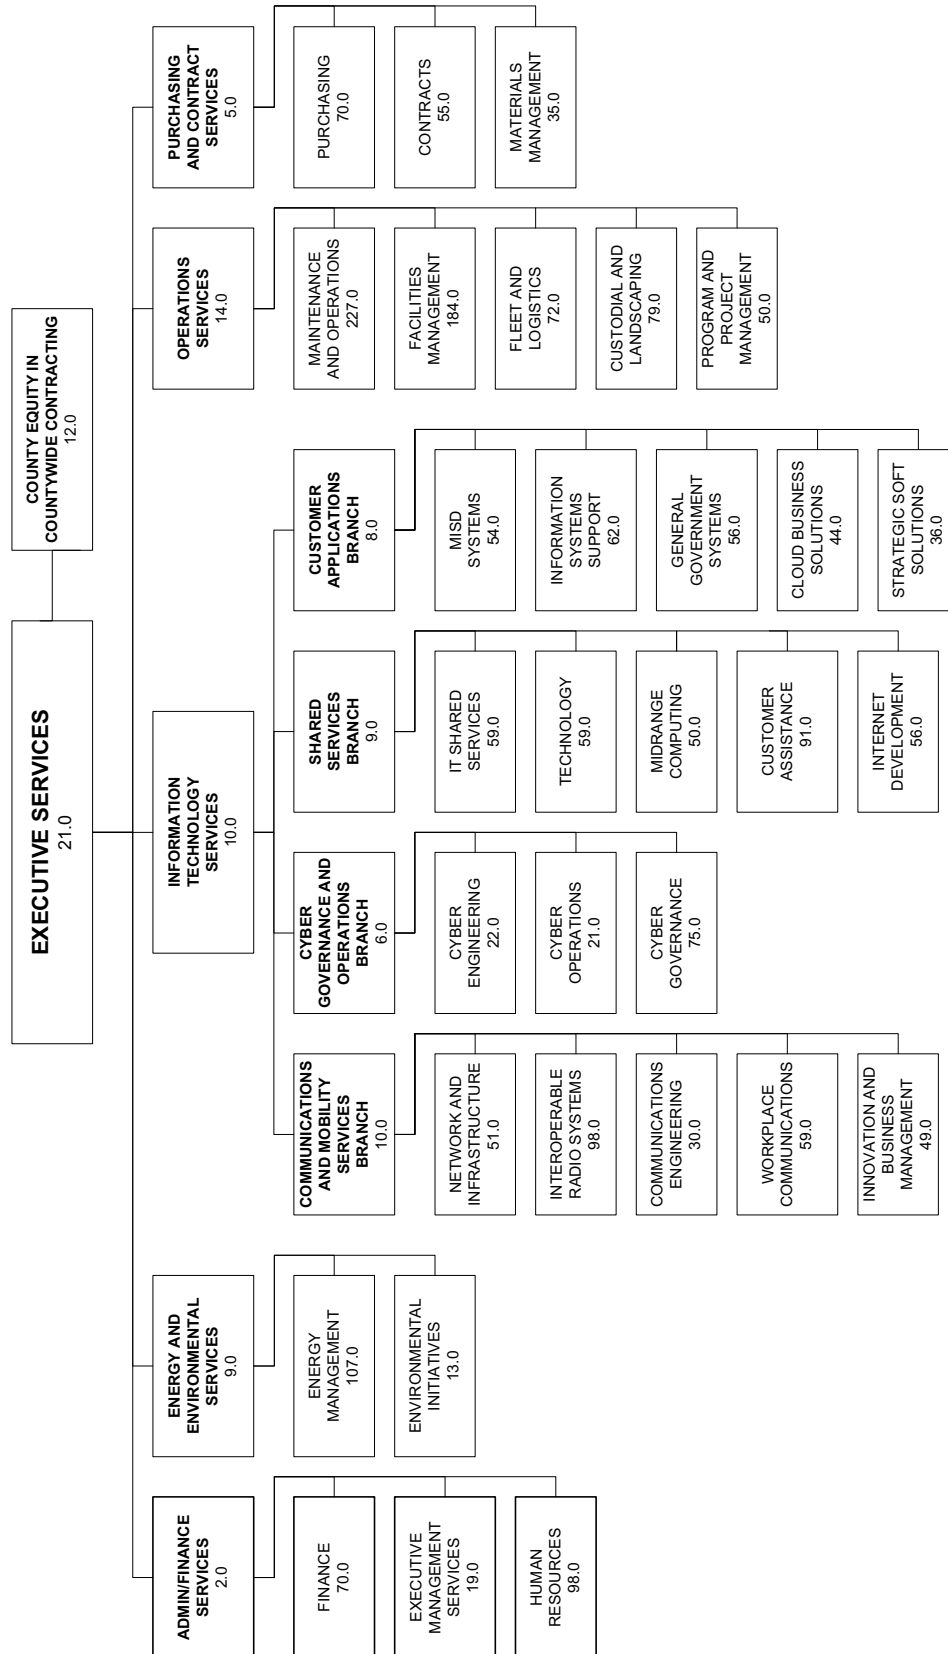 EXECUTIVE SERVICES
21.0
COUNTY EQUITY IN
COUNTYWIDE CONTRACTING
12.0
ADMIN/FINANCE
SERVICES
2.0
FINANCE
70.0
EXECUTIVE
MANAGEMENT
SERVICES
19.0
HUMAN
RESOURCES
98.0
ENERGY AND
ENVIRONMENTAL
SERVICES
9.0
ENERGY
MANAGEMENT
107.0
ENVIRONMENTAL
INITIATIVES
13.0
INFORMATION
TECHNOLOGY
SERVICES
10.0
COMMUNICATIONS
AND MOBILITY
SERVICES
BRANCH
10.0
NETWORK AND
INFRASTRUCTURE
51.0
INTEROPERABLE
RADIO SYSTEMS
98.0
COMMUNICATIONS
ENGINEERING
30.0
WORKPLACE
COMMUNICATIONS
59.0
INNOVATION AND
BUSINESS
MANAGEMENT
49.0
CYBER
GOVERNANCE AND
OPERATIONS
BRANCH
6.0
CYBER
ENGINEERING
22.0
CYBER
OPERATIONS
21.0
CYBER
GOVERNANCE
75.0
SHARED
SERVICES
BRANCH
9.0
IT SHARED
SERVICES
59.0
TECHNOLOGY
59.0
MIDRANGE
COMPUTING
50.0
CUSTOMER
ASSISTANCE
91.0
INTERNET
DEVELOPMENT
56.0
CUSTOMER
APPLICATIONS
BRANCH
8.0
MISD
SYSTEMS
54.0
INFORMATION
SYSTEMS
SUPPORT
62.0
GENERAL
GOVERNMENT
SYSTEMS
56.0
CLOUD BUSINESS
SOLUTIONS
44.0
STRATEGIC SOFT
SOLUTIONS
36.0
OPERATIONS
SERVICES
14.0
MAINTENANCE
AND OPERATIONS
227.0
FACILITIES
MANAGEMENT
184.0
FLEET AND
LOGISTICS
72.0
CUSTODIAL AND
LANDSCAPING
79.0
PROGRAM AND
PROJECT
MANAGEMENT
50.0
PURCHASING
AND CONTRACT
SERVICES
5.0
PURCHASING
70.0
CONTRACTS
55.0
MATERIALS
MANAGEMENT
35.0